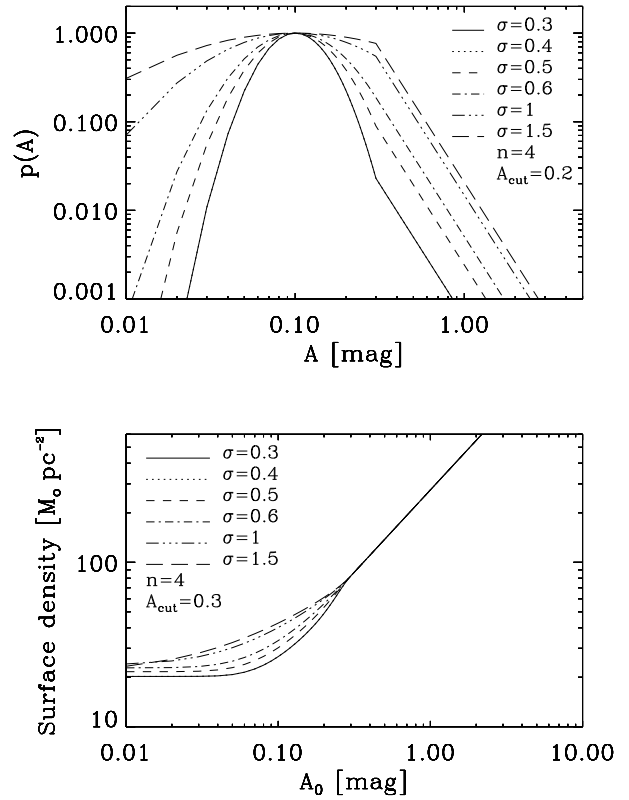 1.000
0.100
0.010
0.001
p(A)
σ=0.3
σ=0.4
σ=0.5
σ=0.6
σ=1
σ=1.5
n=4
A_cut=0.2
0.01 0.10 1.00
A [mag]
Surface density [M_o pc^-2]
100
10
σ=0.3
σ=0.4
σ=0.5
σ=0.6
σ=1
σ=1.5
n=4
A_cut=0.3
0.01 0.10 1.00 10.00
A_0 [mag]